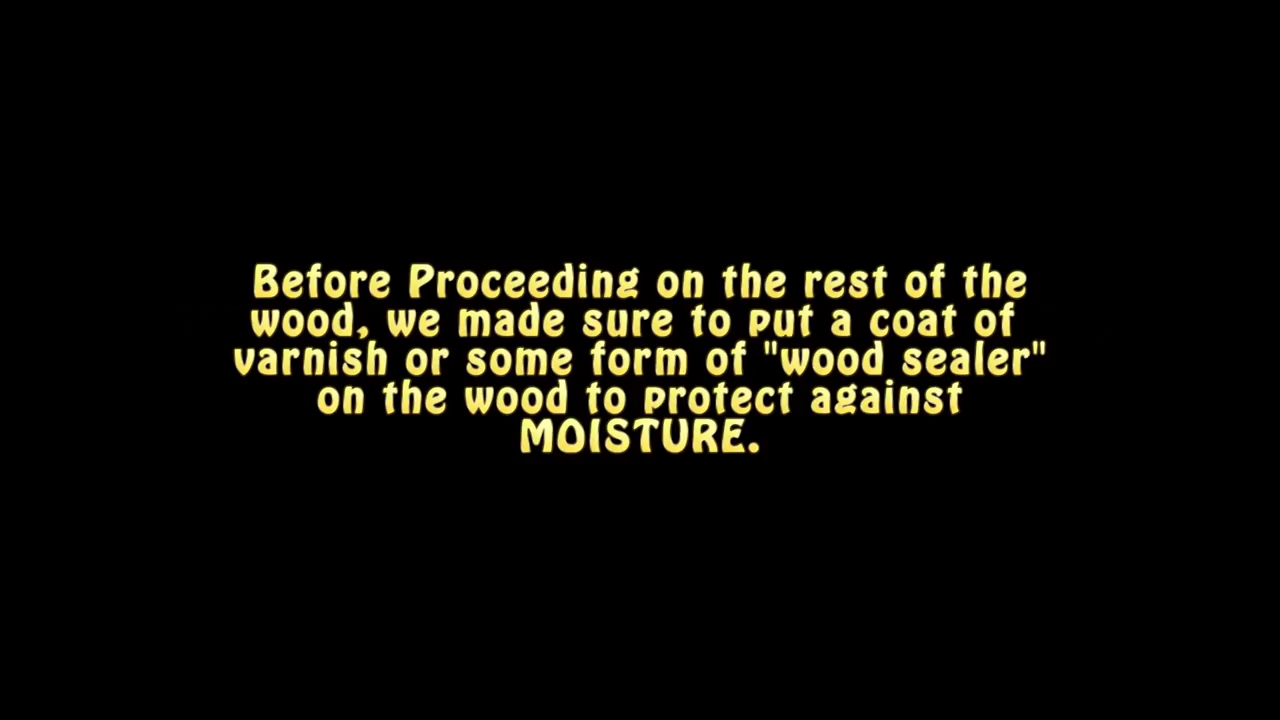 Before Proceeding on the rest of the
wood, we made sure to put a coat of
varnish or some form of "wood sealer"
on the wood to protect against
MOISTURE.